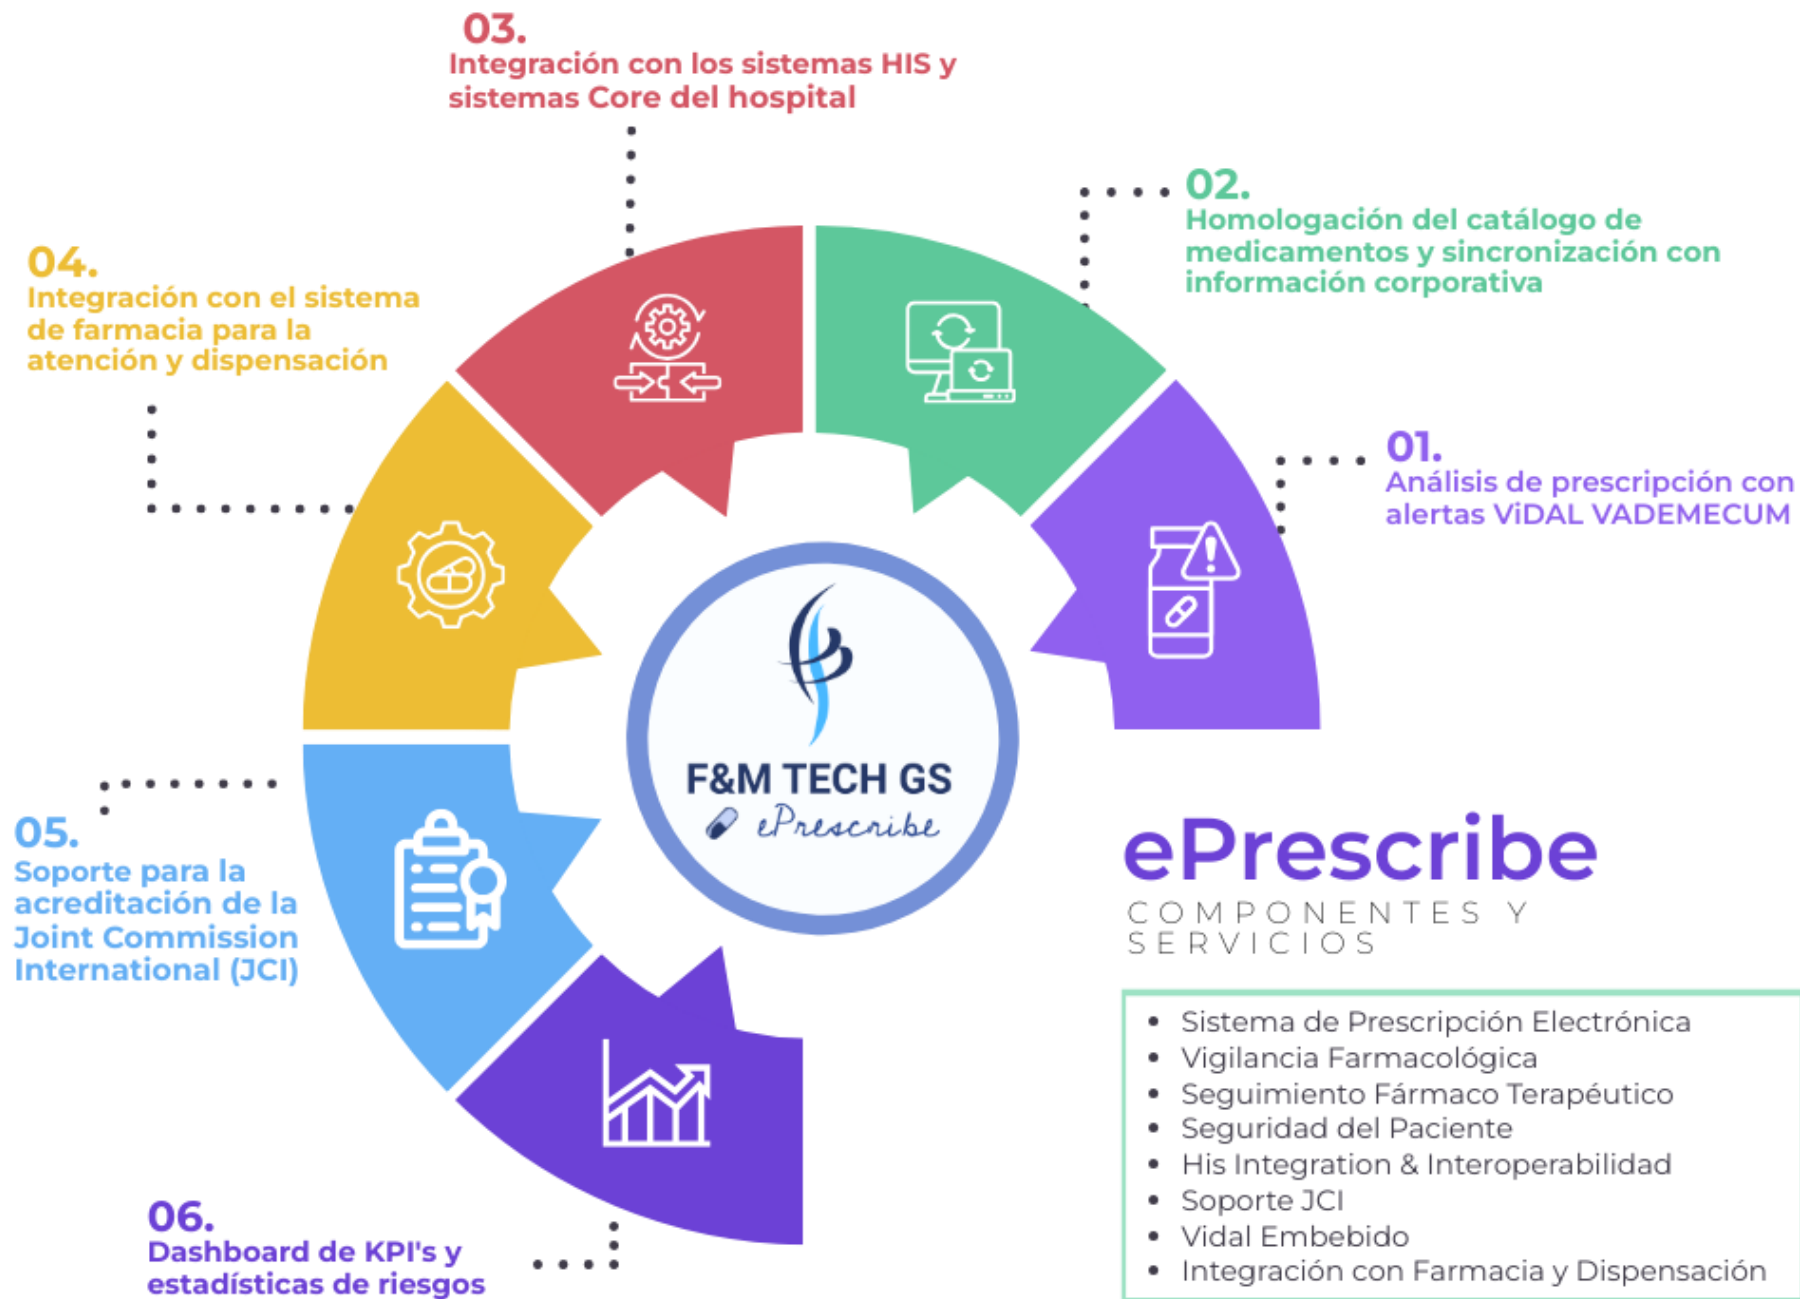 03.
Integración con los sistemas HIS y
sistemas Core del hospital
02.
Homologación del catálogo de
medicamentos y sincronización con
información corporativa
04.
Integración con el sistema
de farmacia para la
atención y dispensación
01.
Análisis de prescripción con
alertas ViDAL VADEMECUM
F&M TECH GS
ePrescribe
05.
Soporte para la
acreditación de la
Joint Commission
International (JCI)
06.
Dashboard de KPI's y
estadísticas de riesgos
ePrescribe
COMPONENTES Y
SERVICIOS
• Sistema de Prescripción Electrónica
• Vigilancia Farmacológica
• Seguimiento Fármaco Terapéutico
• Seguridad del Paciente
• His Integration & Interoperabilidad
• Soporte JCI
• Vidal Embebido
• Integración con Farmacia y Dispensación